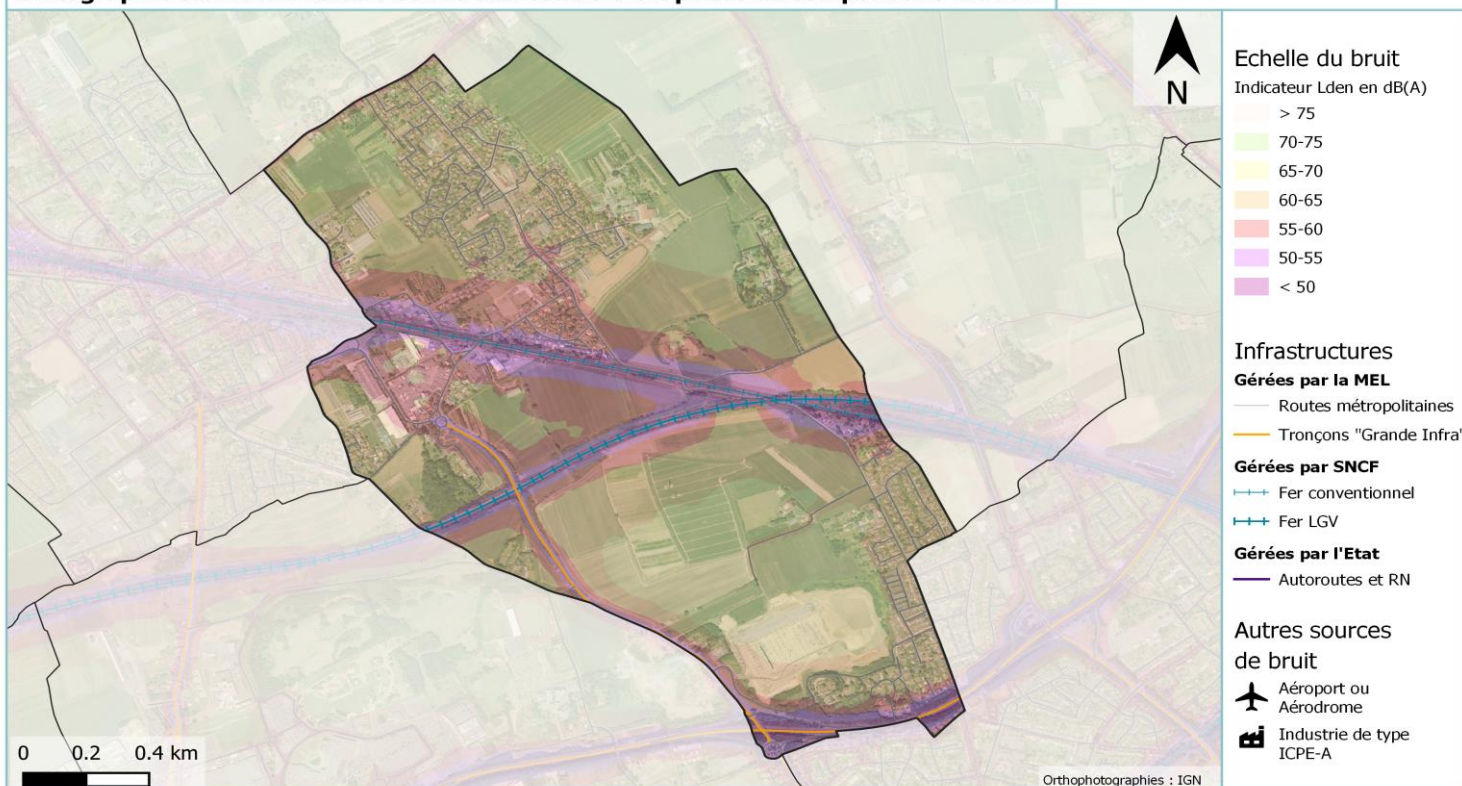 N
0 0.2 0.4 km
Orthophotographies : IGN
Echelle du bruit
Indicateur Lden en dB(A)
> 75
70-75
65-70
60-65
55-60
50-55
< 50
Infrastructures
Gérées par la MEL
Routes métropolitaines
Tronçons "Grande Infra"
Gérées par SNCF
Fer conventionnel
Fer LGV
Gérées par l'Etat
Autoroutes et RN
Autres sources
de bruit
Aéroport ou
Aérodrome
Industrie de type
ICPE-A